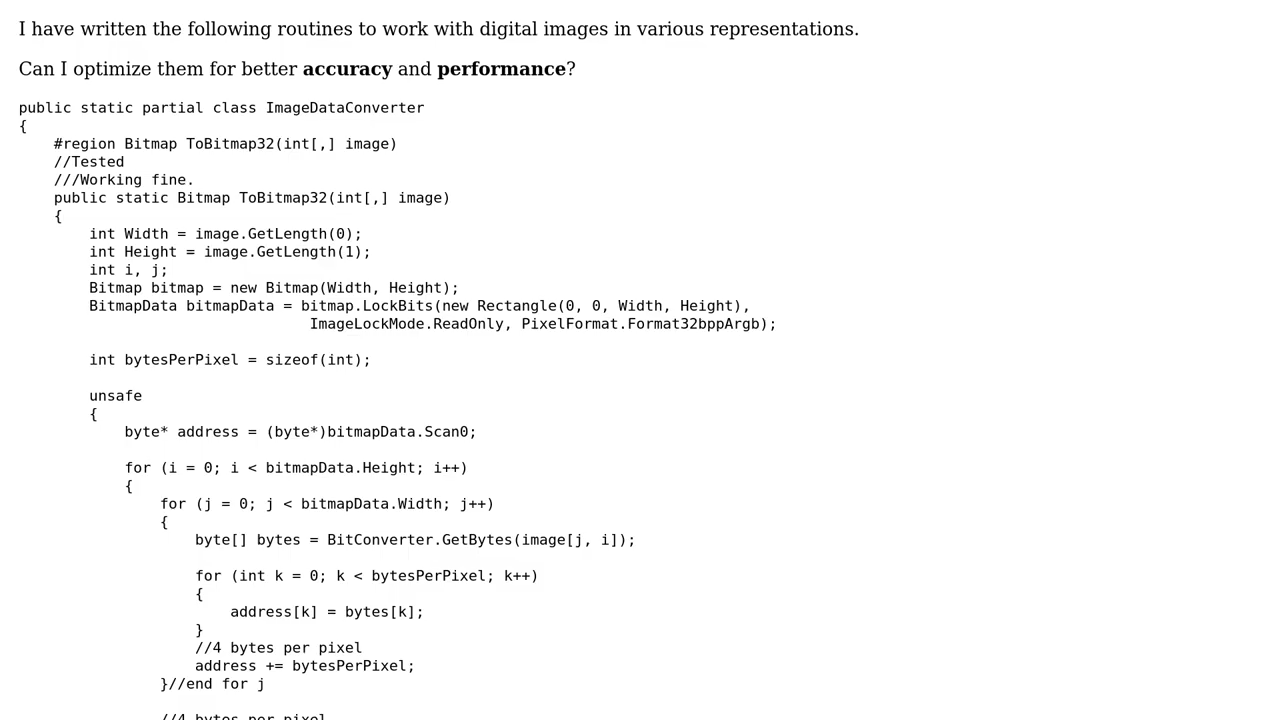 I have written the following routines to work with digital images in various representations.
Can I optimize them for better accuracy and performance?
public static partial class ImageDataConverter
{
    #region Bitmap ToBitmap32(int[,] image)
    //Tested
    ///Working fine.
    public static Bitmap ToBitmap32(int[,] image)
    {
        int Width = image.GetLength(0);
        int Height = image.GetLength(1);
        int i, j;
        Bitmap bitmap = new Bitmap(Width, Height);
        BitmapData bitmapData = bitmap.LockBits(new Rectangle(0, 0, Width, Height),
                                 ImageLockMode.ReadOnly, PixelFormat.Format32bppArgb);
        int bytesPerPixel = sizeof(int);
        unsafe
        {
            byte* address = (byte*)bitmapData.Scan0;
            for (i = 0; i < bitmapData.Height; i++)
            {
                for (j = 0; j < bitmapData.Width; j++)
                {
                    byte[] bytes = BitConverter.GetBytes(image[j, i]);
                    for (int k = 0; k < bytesPerPixel; k++)
                    {
                        address[k] = bytes[k];
                    }
                    //4 bytes per pixel
                    address += bytesPerPixel;
                }//end for j
                //4 bytes per pixel